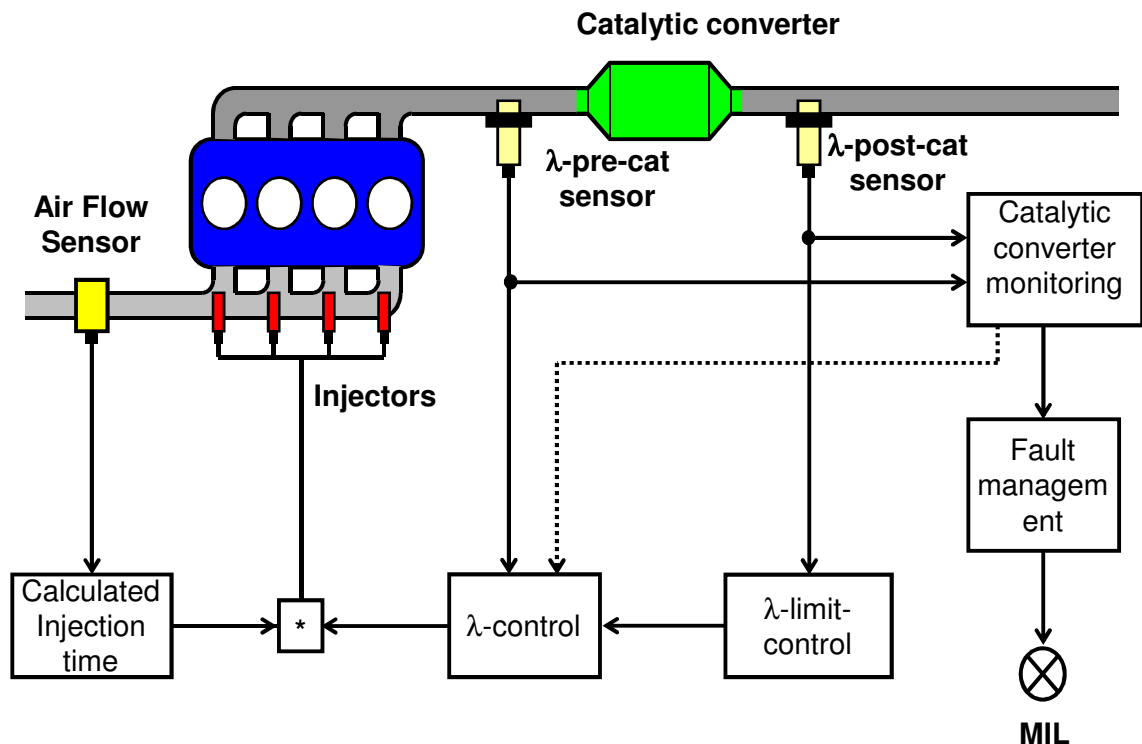 Catalytic converter
λ-pre-cat
sensor
λ-post-cat
sensor
Air Flow
Sensor
Catalytic
converter
monitoring
Injectors
Fault
managem
ent
Calculated
Injection
time
*
λ-control
λ-limit-
control
MIL